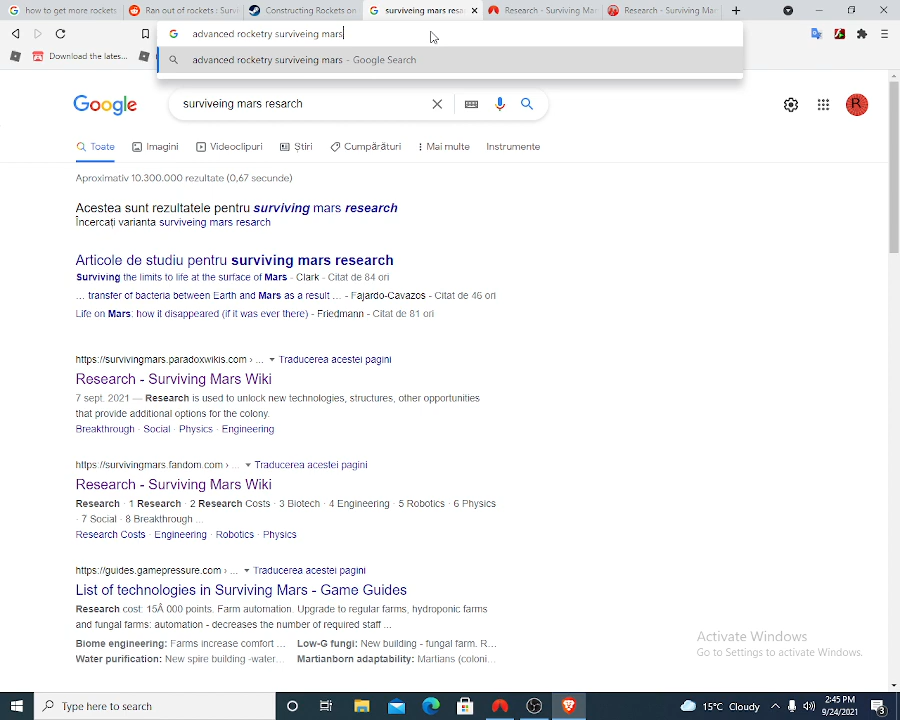 how to get more rockets
Ran out of rockets : Survi
Constructing Rockets on
surviveing mars resa
Research - Surviving Mar
Research - Surviving Mar
advanced rocketry surviveing mars
Download the lates...
advanced rocketry surviveing mars - Google Search
Google
surviveing mars resarch
R
Toate
Imagini
Videoclipuri
Știri
Cumpărături
Mai multe
Instrumente
Aproximativ 10.300.000 rezultate (0,67 secunde)
Acestea sunt rezultatele pentru surviving mars research
Încercați varianta surviveing mars resarch
Articole de studiu pentru surviving mars research
Surviving the limits to life at the surface of Mars - Clark - Citat de 84 ori
... transfer of bacteria between Earth and Mars as a result ... - Fajardo-Cavazos - Citat de 46 ori
Life on Mars: how it disappeared (if it was ever there) - Friedmann - Citat de 81 ori
https://survivingmars.paradoxwikis.com › ... Traducerea acestei pagini
Research - Surviving Mars Wiki
7 sept. 2021 — Research is used to unlock new technologies, structures, other opportunities
that provide additional options for the colony.
Breakthrough · Social · Physics · Engineering
https://survivingmars.fandom.com › ... Traducerea acestei pagini
Research - Surviving Mars Wiki
Research · 1 Research · 2 Research Costs · 3 Biotech · 4 Engineering · 5 Robotics · 6 Physics
· 7 Social · 8 Breakthrough ...
Research Costs · Engineering · Robotics · Physics
https://guides.gamepressure.com › ... Traducerea acestei pagini
List of technologies in Surviving Mars - Game Guides
Research cost: 15Â 000 points. Farm automation. Upgrade to regular farms, hydroponic farms
and fungal farms: automation - decreases the number of required staff ...
Biome engineering: Farms increase comfort ... Low-G fungi: New building - fungal farm. R...
Water purification: New spire building -water... Martianborn adaptability: Martians (coloni...
Activate Windows
Go to Settings to activate Windows.
Type here to search
15°C Cloudy
2:45 PM
9/24/2021
3